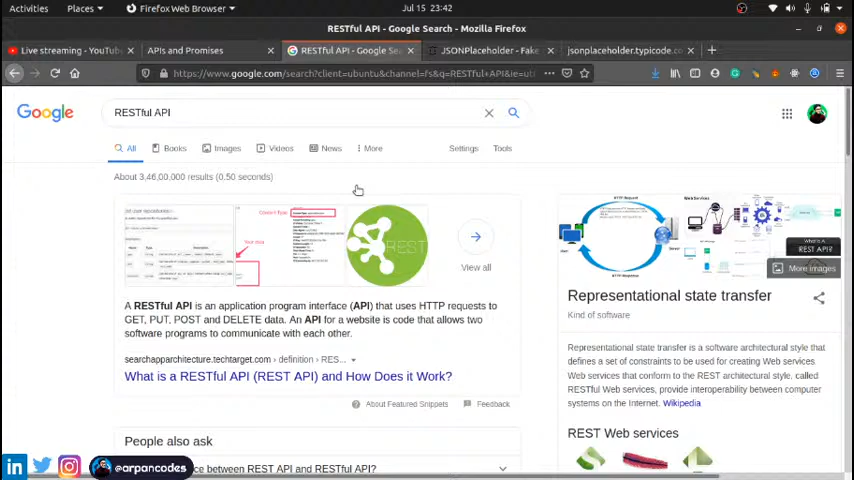 Activities
Places
Firefox Web Browser
Jul 15 23:42
RESTful API - Google Search - Mozilla Firefox
Live streaming - YouTub
APIs and Promises
RESTful API - Google Sea
JSONPlaceholder - Fake
jsonplaceholder.typicode.co
https://www.google.com/search?client=ubuntu&channel=fs&q=RESTful+API&ie=ut
Google
RESTful API
All
Books
Images
Videos
News
More
Settings
Tools
About 3,46,00,000 results (0.50 seconds)
REST
View all
A RESTful API is an application program interface (API) that uses HTTP requests to
GET, PUT, POST and DELETE data. An API for a website is code that allows two
software programs to communicate with each other.
searchapparchitecture.techtarget.com › definition › RES...
What is a RESTful API (REST API) and How Does it Work?
About Featured Snippets
Feedback
People also ask
ce between REST API and RESTful API?
Web Services
REST API?
More images
Representational state transfer
Kind of software
Representational state transfer is a software architectural style that
defines a set of constraints to be used for creating Web services.
Web services that conform to the REST architectural style, called
RESTful Web services, provide interoperability between computer
systems on the Internet. Wikipedia
REST Web services
@arpancodes